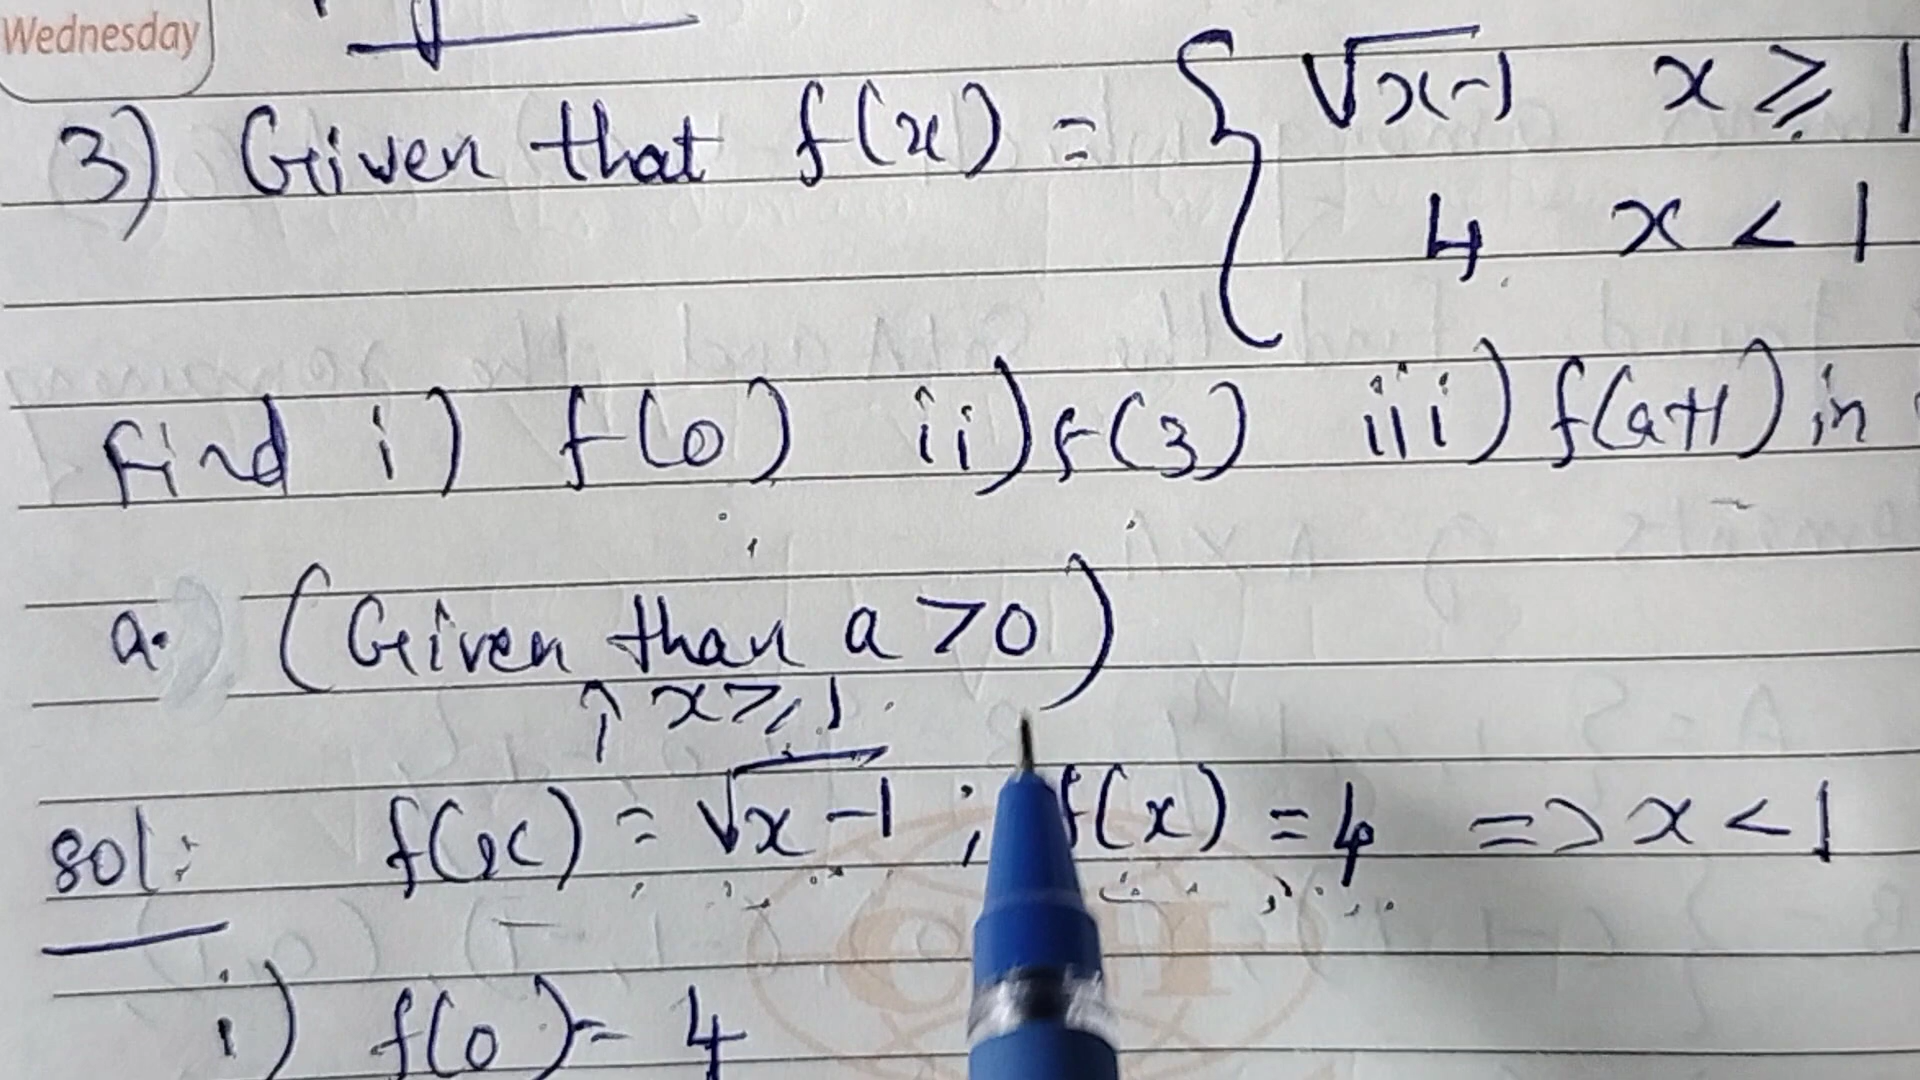 Wednesday
3) Given that f(x) = { √x-1 x ≥ 1
4 x < 1
Find i) f(0) ii) f(3) iii) f(a+1) in
a. (Given than a > 0)
↑ x ≥ 1
sol: f(x) = √x-1 ; f(x) = 4 => x < 1
i) f(0) = 4